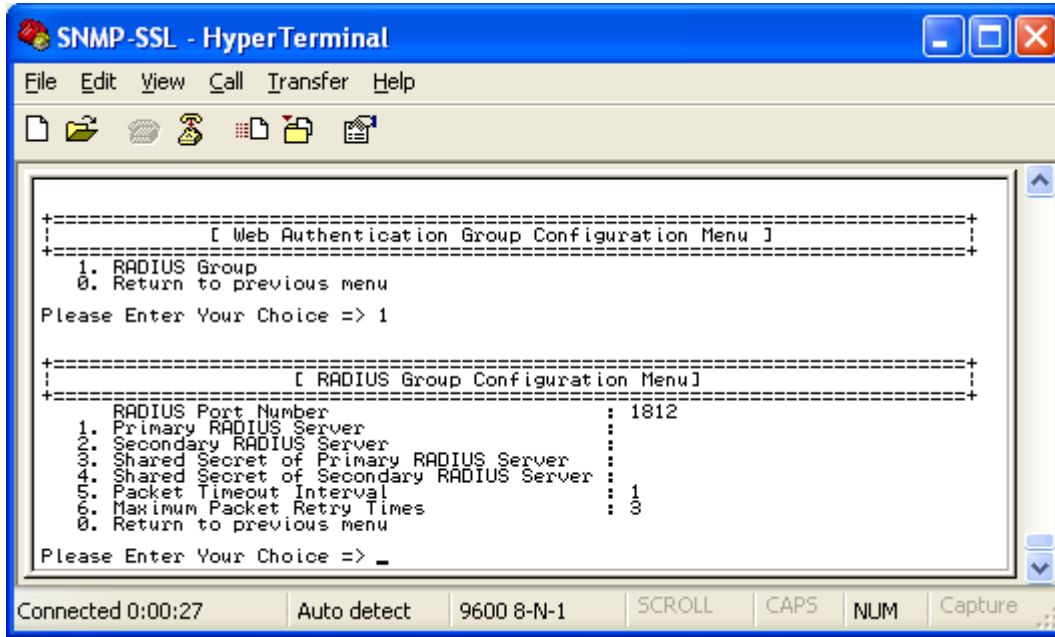 SNMP-SSL - HyperTerminal
File Edit View Call Transfer Help
+============================================================================+
[ Web Authentication Group Configuration Menu ]
+============================================================================+
1. RADIUS Group
0. Return to previous menu
Please Enter Your Choice => 1
+============================================================================+
[ RADIUS Group Configuration Menu]
+============================================================================+
RADIUS Port Number : 1812
1. Primary RADIUS Server :
2. Secondary RADIUS Server :
3. Shared Secret of Primary RADIUS Server :
4. Shared Secret of Secondary RADIUS Server :
5. Packet Timeout Interval : 1
6. Maximum Packet Retry Times : 3
0. Return to previous menu
Please Enter Your Choice => _
Connected 0:00:27 Auto detect 9600 8-N-1 SCROLL CAPS NUM Capture